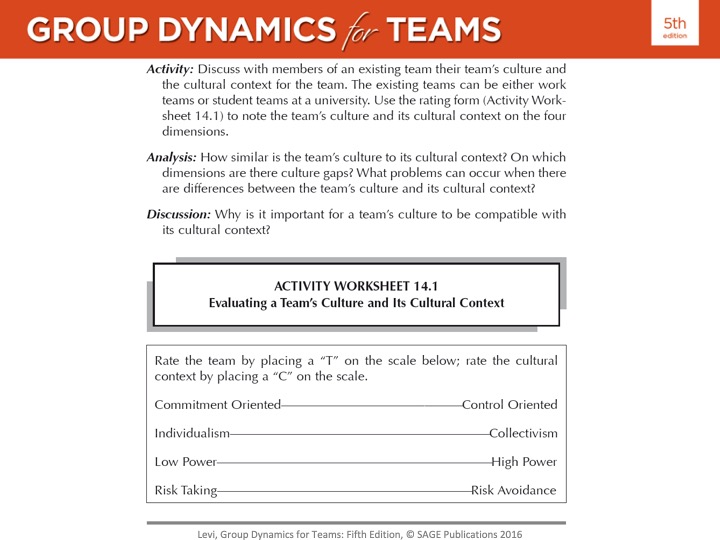 GROUP DYNAMICS for TEAMS
5th
edition
Activity: Discuss with members of an existing team their team's culture and
the cultural context for the team. The existing teams can be either work
teams or student teams at a university. Use the rating form (Activity Work-
sheet 14.1) to note the team's culture and its cultural context on the four
dimensions.
Analysis: How similar is the team's culture to its cultural context? On which
dimensions are there culture gaps? What problems can occur when there
are differences between the team's culture and its cultural context?
Discussion: Why is it important for a team's culture to be compatible with
its cultural context?
ACTIVITY WORKSHEET 14.1
Evaluating a Team's Culture and Its Cultural Context
Rate the team by placing a “T” on the scale below; rate the cultural
context by placing a “C” on the scale.
Commitment Oriented Control Oriented
Individualism Collectivism
Low Power High Power
Risk Taking Risk Avoidance
Levi, Group Dynamics for Teams: Fifth Edition, © SAGE Publications 2016